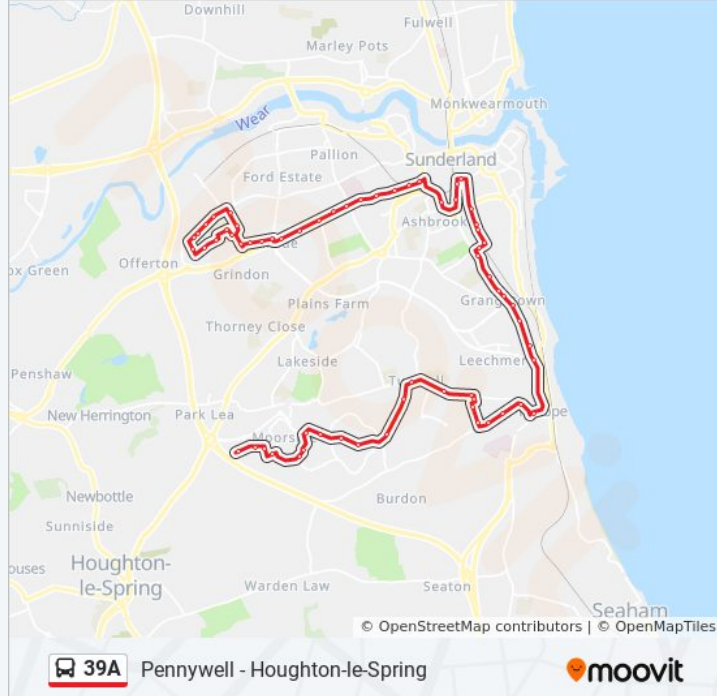 Downhill
Fulwell
Marley Pots
Monkwearmouth
Wear
Pallion
Sunderland
Ford Estate
Ashbrook
Offerton
Grindon
Plains Farm
Thorney Close
Lakeside
Leechmer
Penshaw
New Herrington
Park Lea
Moors
Burdon
Newbottle
Sunniside
Houghton-
le-Spring
Warden Law
Seaton
Seaham
© OpenStreetMap contributors | © OpenMapTiles
39A Pennywell - Houghton-le-Spring moovit